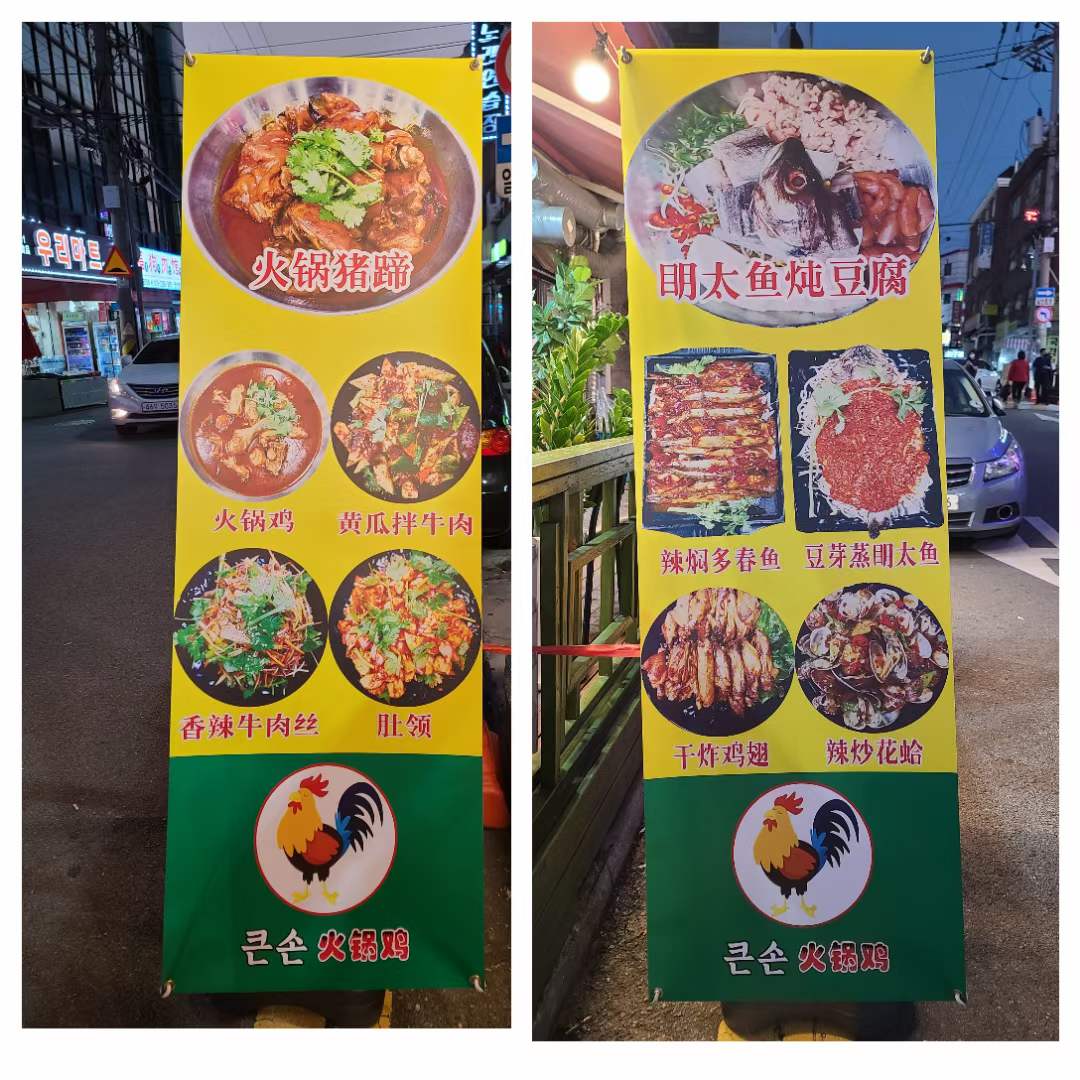 우리마트
火锅猪蹄
火锅鸡
黄瓜拌牛肉
香辣牛肉丝
肚领
큰손 火锅鸡
明太鱼炖豆腐
辣焖多春鱼
豆芽蒸明太鱼
干炸鸡翅
辣炒花蛤
큰손 火锅鸡